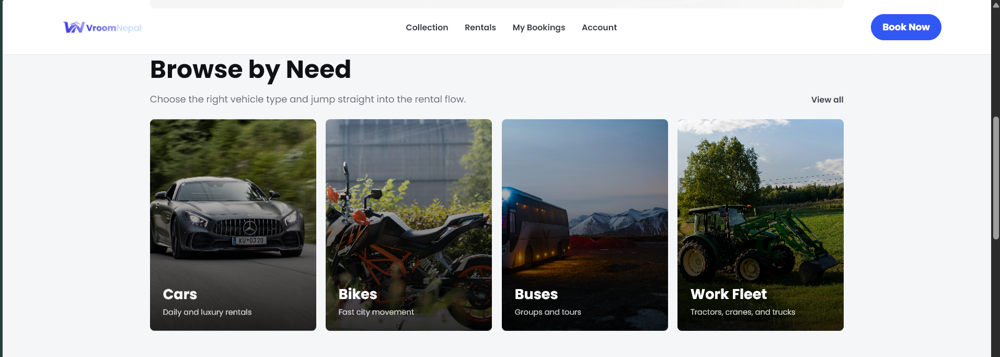 VroomNepal
Collection
Rentals
My Bookings
Account
Book Now
Browse by Need
Choose the right vehicle type and jump straight into the rental flow.
View all
KU 0J 20
Cars
Daily and luxury rentals
Bikes
Fast city movement
Buses
Groups and tours
Work Fleet
Tractors, cranes, and trucks